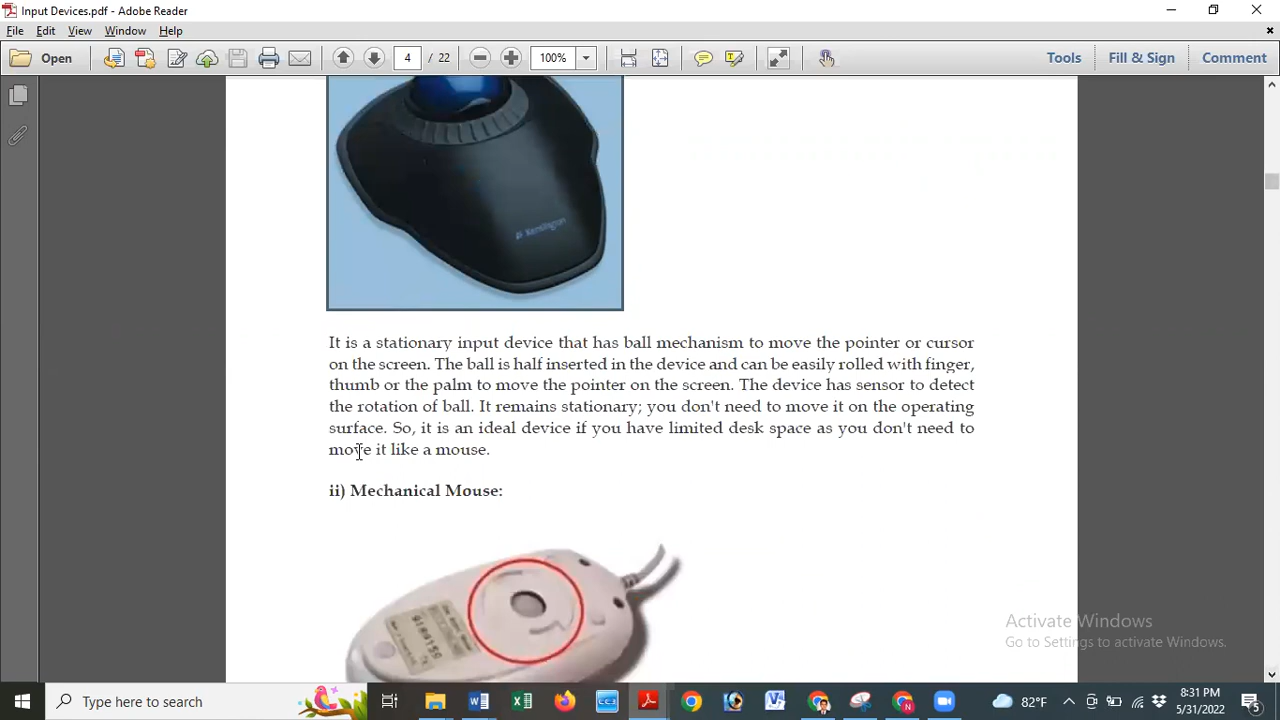 Input Devices.pdf - Adobe Reader
File Edit View Window Help
Open 4 / 22 100% Tools Fill & Sign Comment
Kensington
It is a stationary input device that has ball mechanism to move the pointer or cursor
on the screen. The ball is half inserted in the device and can be easily rolled with finger,
thumb or the palm to move the pointer on the screen. The device has sensor to detect
the rotation of ball. It remains stationary; you don't need to move it on the operating
surface. So, it is an ideal device if you have limited desk space as you don't need to
move it like a mouse.
ii) Mechanical Mouse:
Activate Windows
Go to Settings to activate Windows.
Type here to search
82°F
8:31 PM
5/31/2022
5